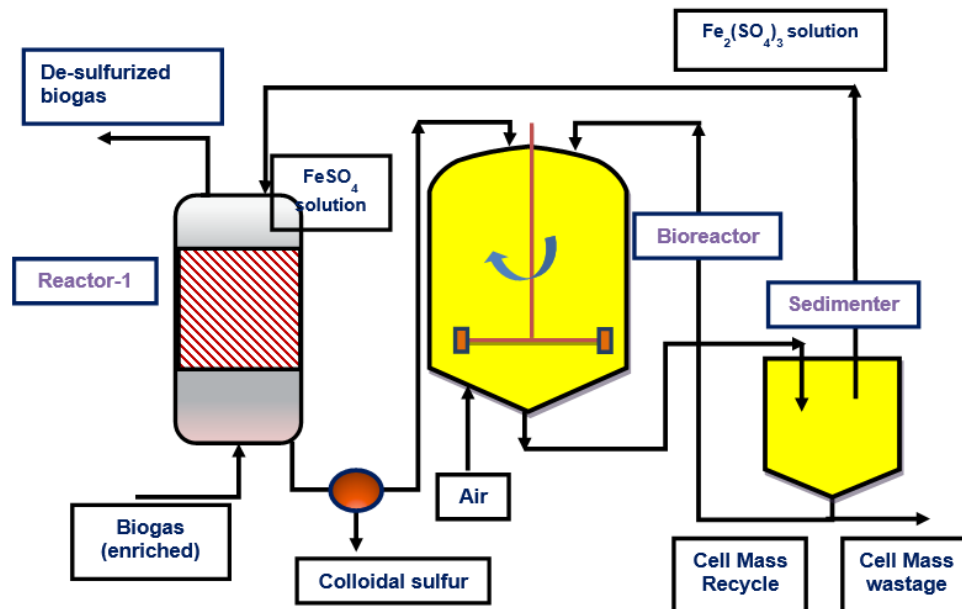 Fe2(SO4)3 solution
De-sulfurized
biogas
FeSO4
solution
Bioreactor
Reactor-1
Sedimenter
Air
Biogas
(enriched)
Colloidal sulfur
Cell Mass
Recycle
Cell Mass
wastage